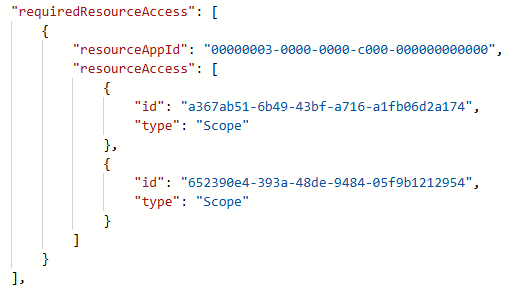 "requiredResourceAccess": [
{
"resourceAppId": "00000003-0000-0000-c000-000000000000",
"resourceAccess": [
{
"id": "a367ab51-6b49-43bf-a716-a1fb06d2a174",
"type": "Scope"
},
{
"id": "652390e4-393a-48de-9484-05f9b1212954",
"type": "Scope"
}
]
}
],